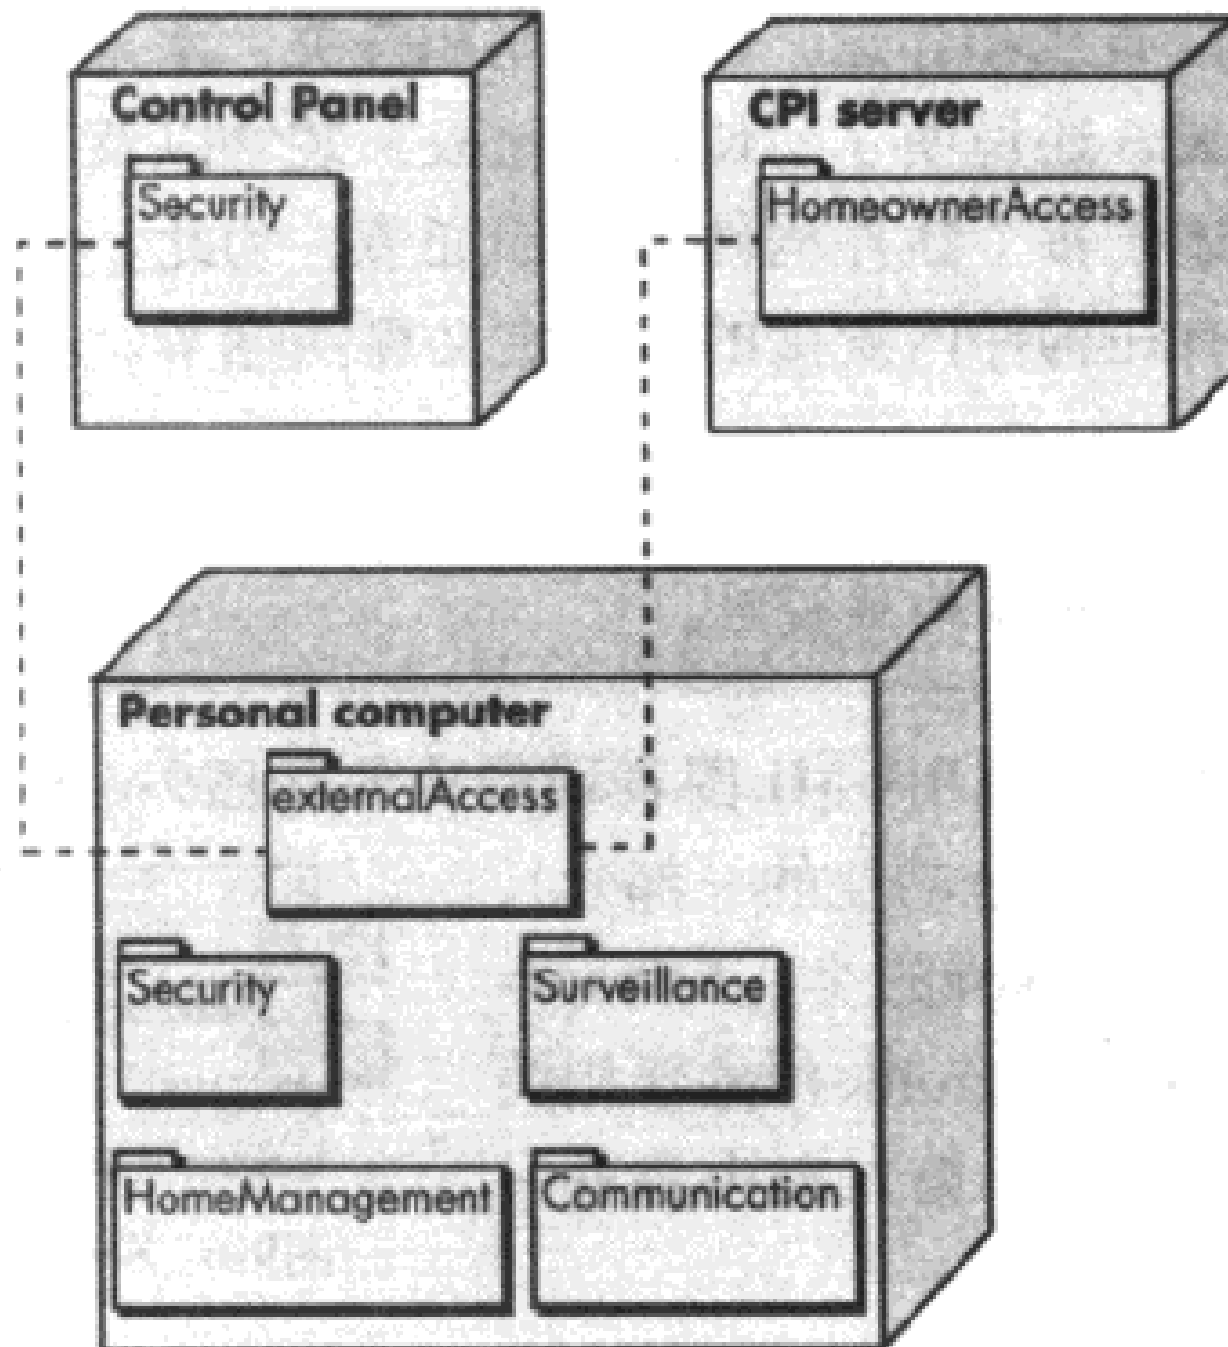 Control Panel
Security
CPI server
HomeownerAccess
Personal computer
externalAccess
Security
Surveillance
HomeManagement
Communication